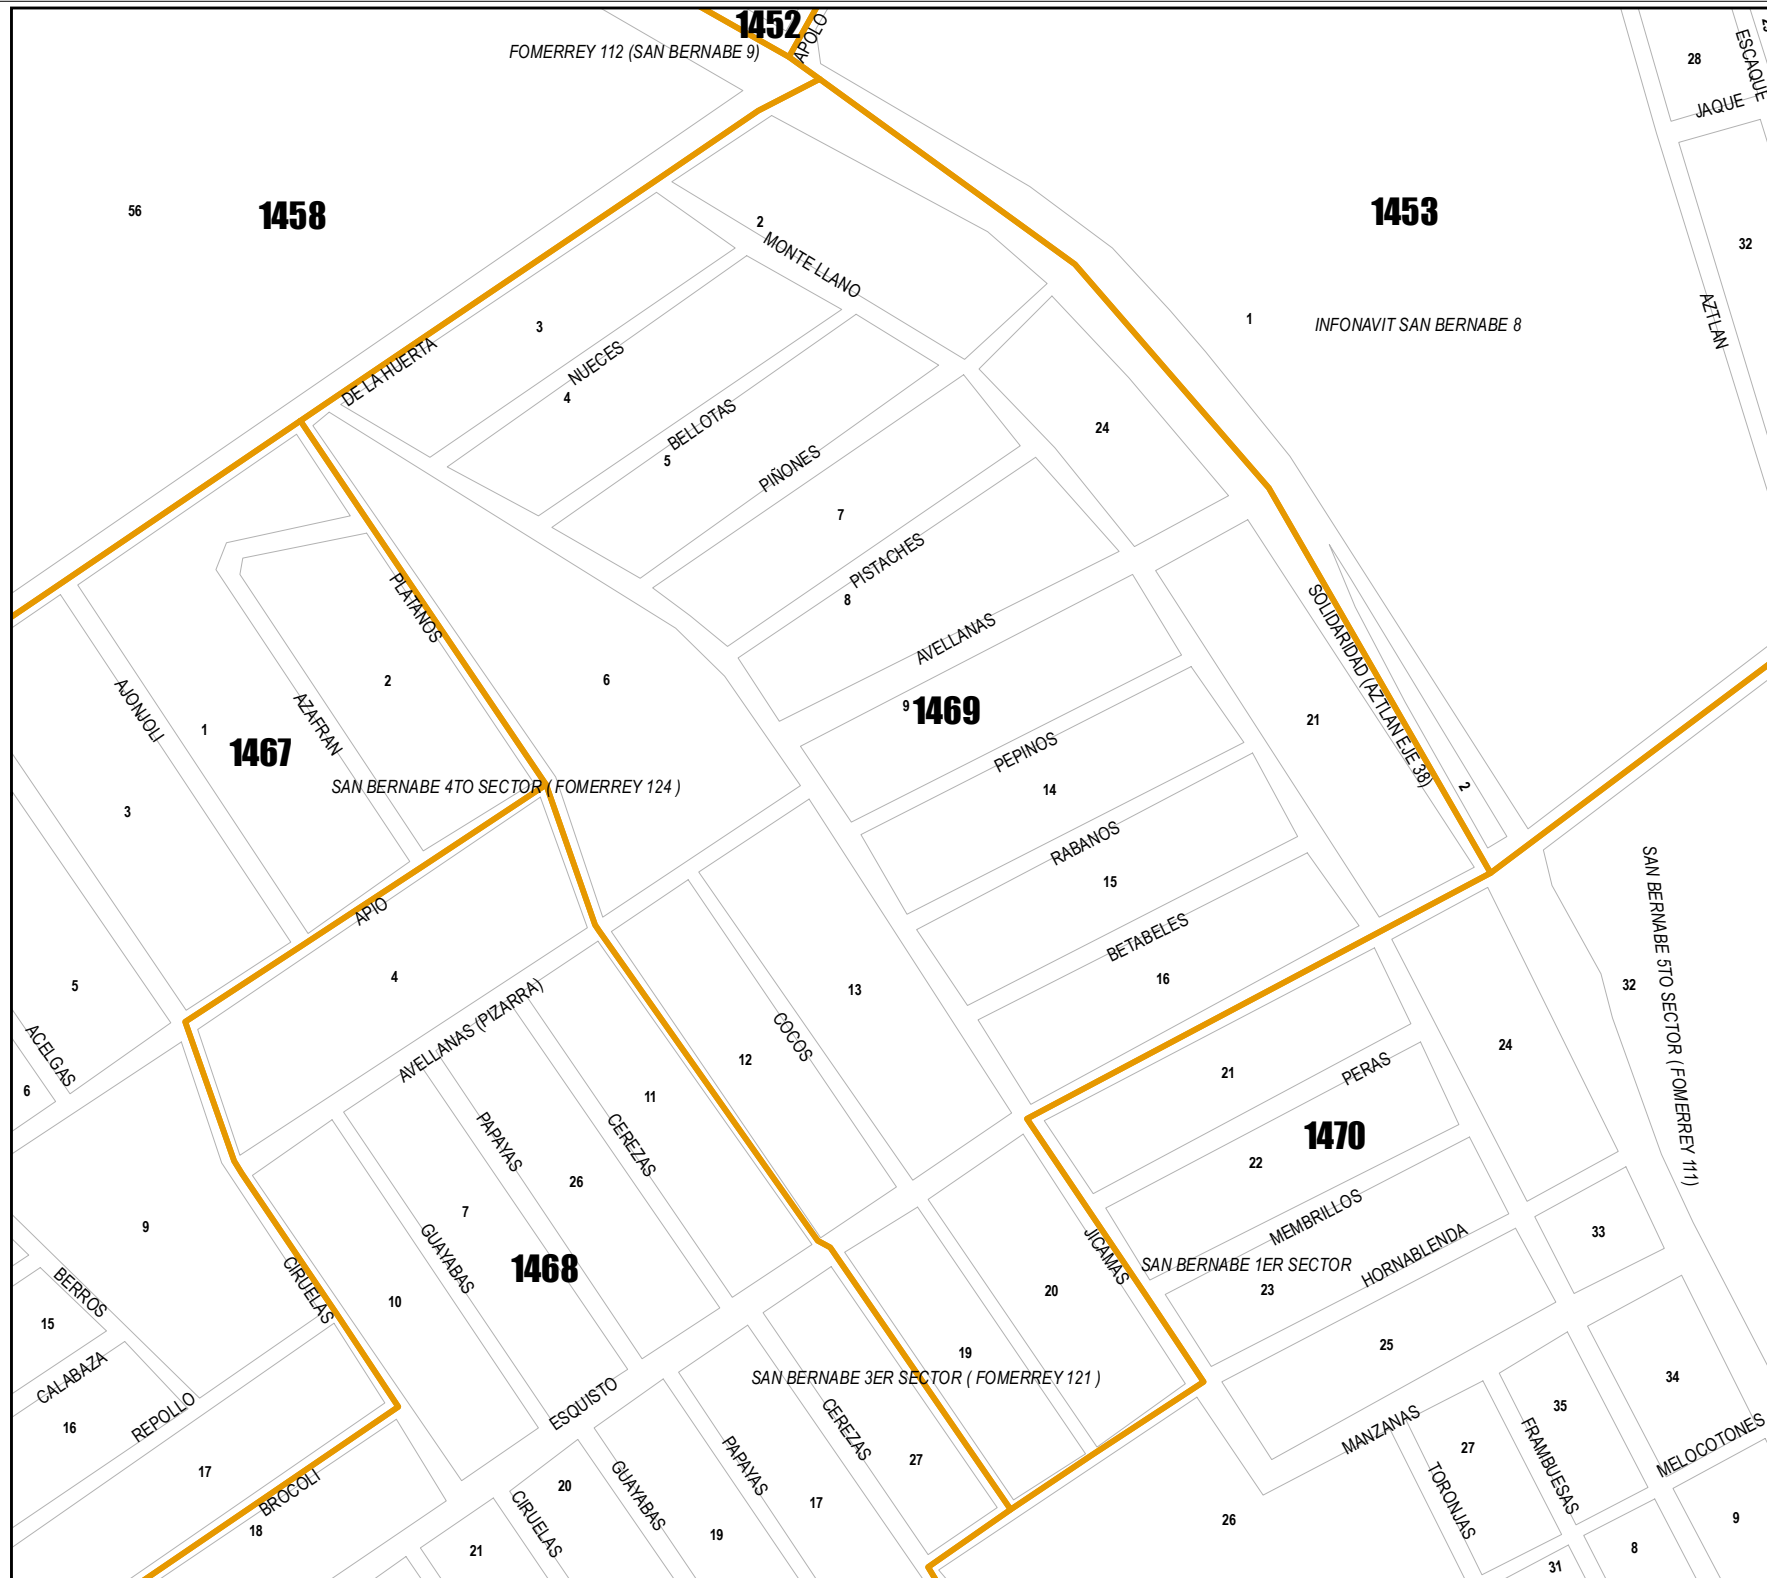 1452
APOLO
FOMERREY 112 (SAN BERNABE 9)
28
ESCAQUE
JAQUE
56
1458
1453
2
MONTE LLANO
32
1
INFONAVIT SAN BERNABE 8
AZTLAN
3
DE LA HUERTA
NUECES
4
BELLOTAS
5
PIÑONES
24
7
PISTACHES
8
PLATANOS
AVELLANAS
SOLIDARIDAD (AZTLAN EJE 38)
6
2
AJONJOLI
1
AZAFRAN
1467
9
1469
21
PEPINOS
SAN BERNABE 4TO SECTOR ( FOMERREY 124 )
14
2
3
RABANOS
15
APIO
BETABELES
SAN BERNABE 5TO SECTOR ( FOMERREY 111)
4
5
13
16
32
AVELLANAS (PIZARRA)
COCOS
12
24
ACELGAS
6
11
21
PERAS
PAPAYAS
CEREZAS
1470
26
22
7
9
GUAYABAS
MEMBRILLOS
33
1468
JICAMAS
SAN BERNABE 1ER SECTOR
HORNABLENDA
BERROS
CIRUELAS
10
20
23
15
19
25
CALABAZA
SAN BERNABE 3ER SECTOR ( FOMERREY 121 )
34
REPOLLO
ESQUISTO
16
CEREZAS
MANZANAS
35
FRAMBUESAS
MELOCOTONES
17
PAPAYAS
27
27
TORONJAS
BROCOLI
20
GUAYABAS
17
18
CIRUELAS
19
26
9
21
8
31